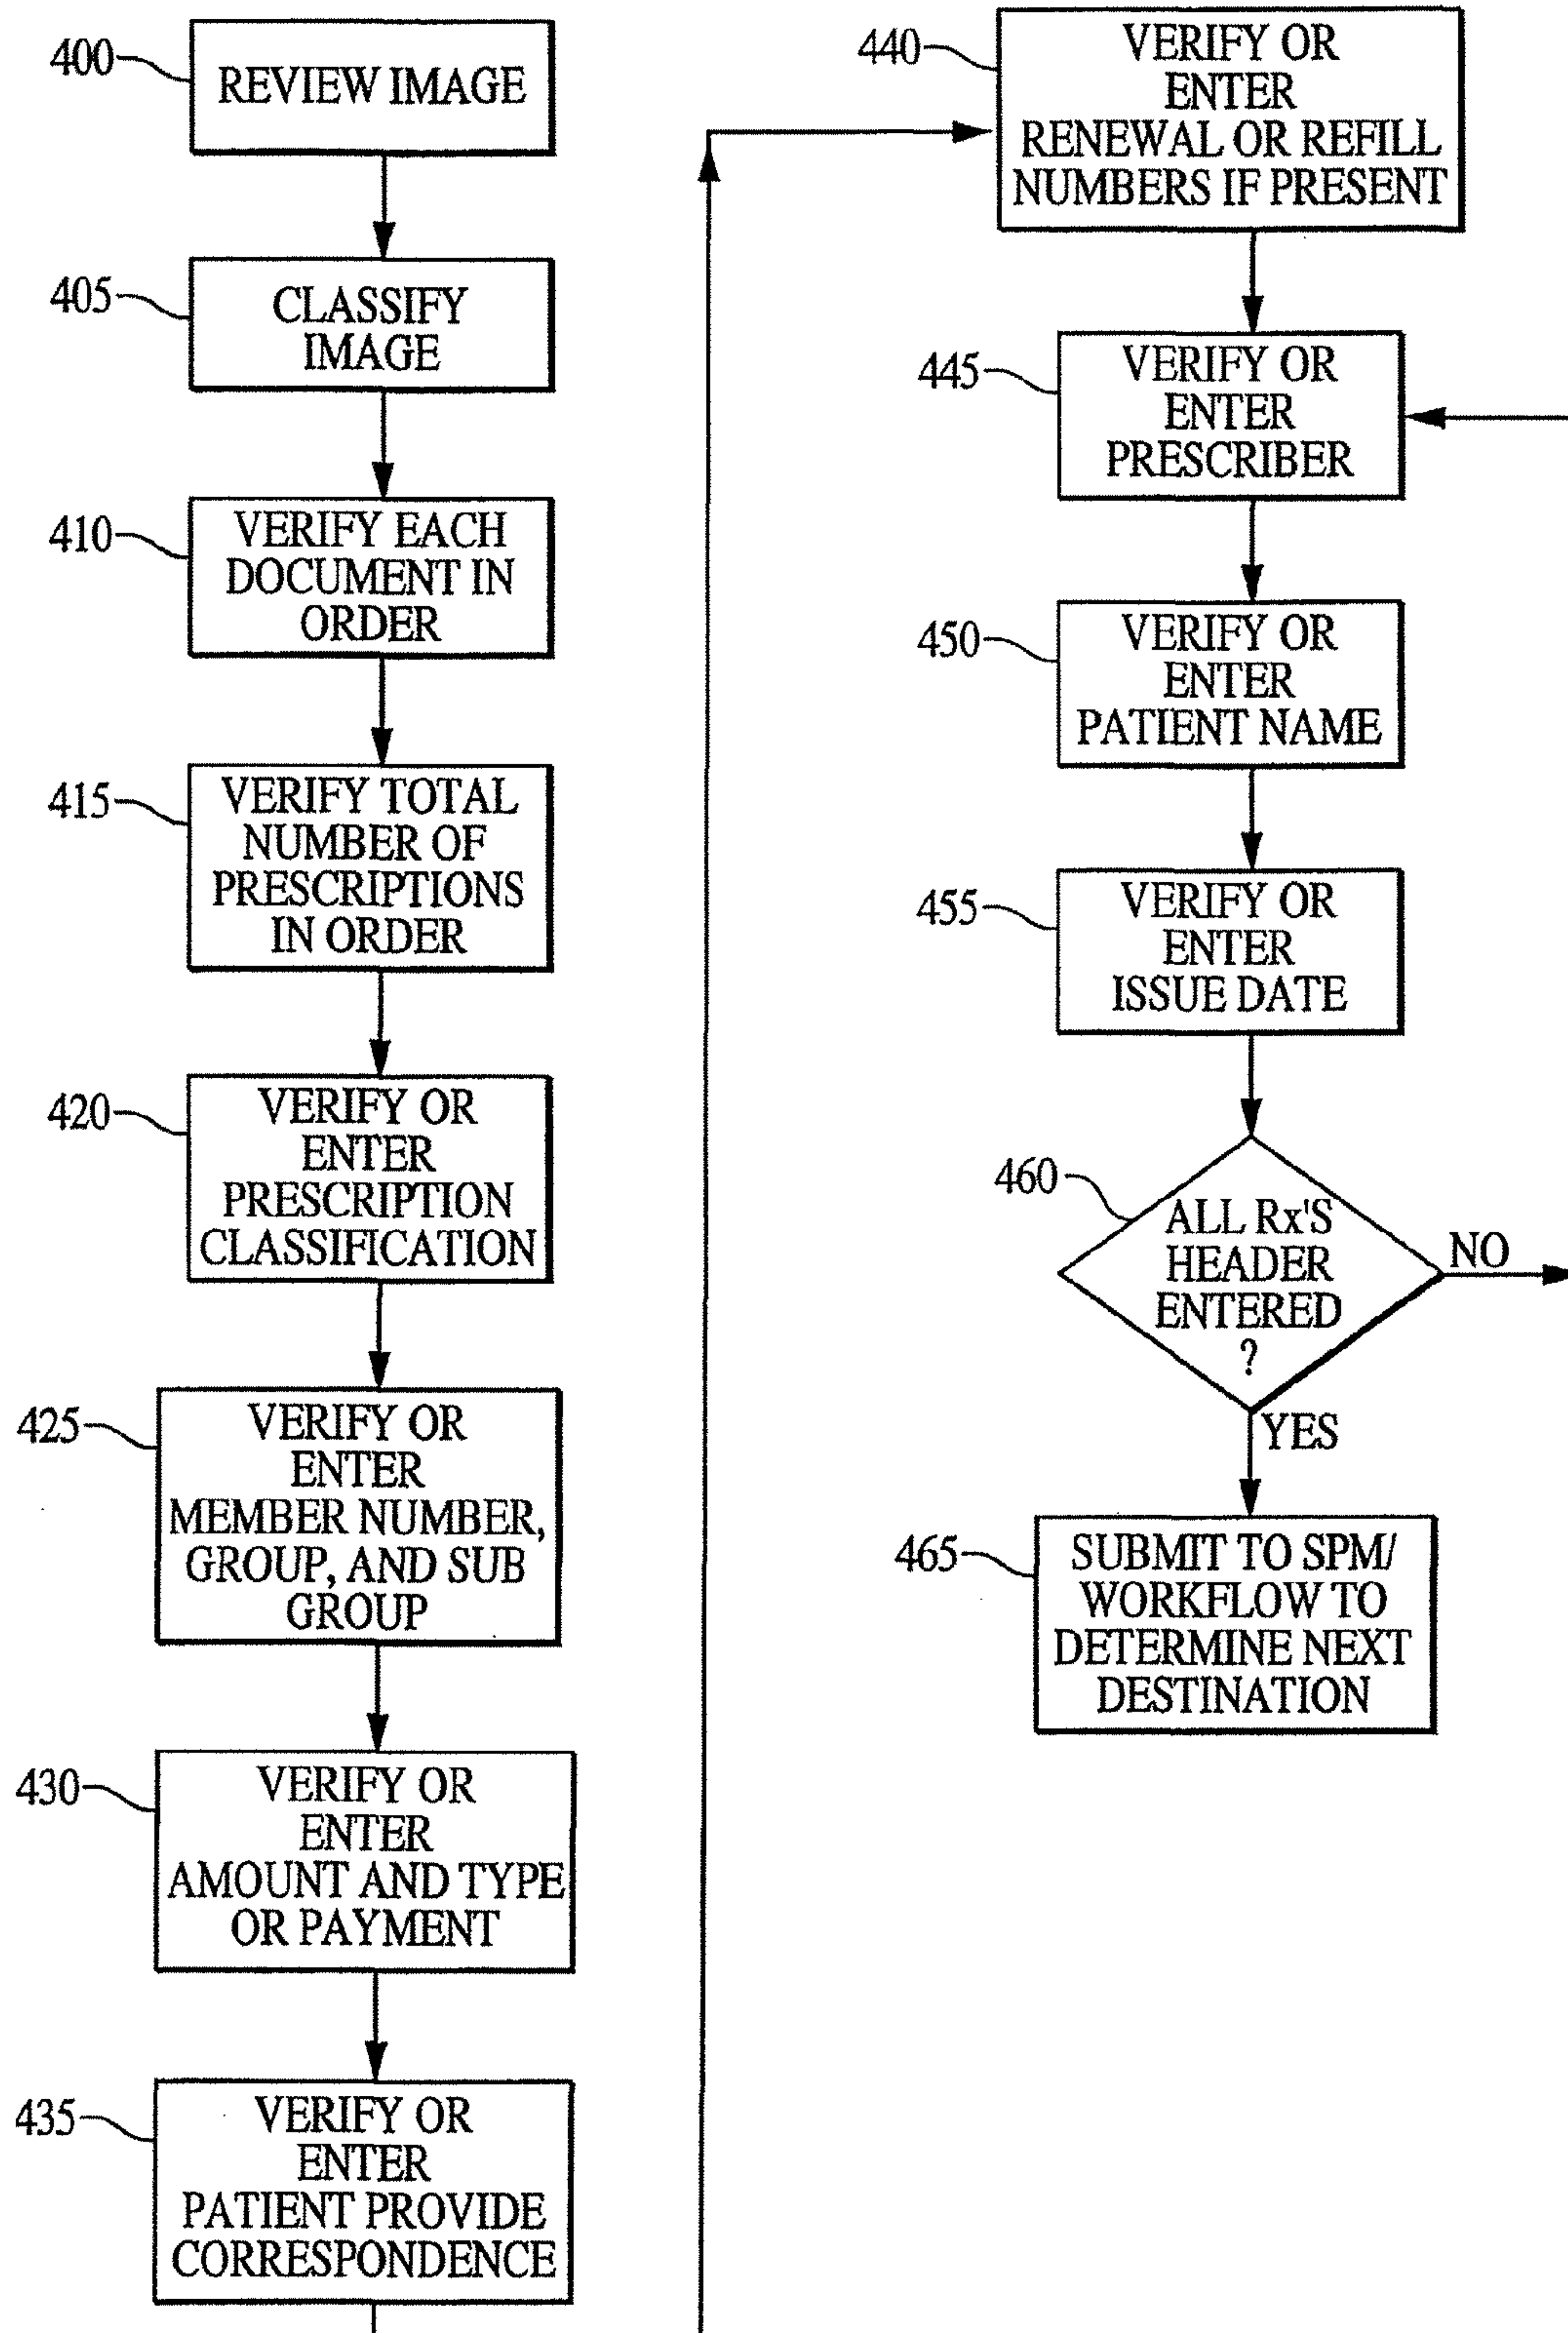 400
REVIEW IMAGE
405
CLASSIFY
IMAGE
410
VERIFY EACH
DOCUMENT IN
ORDER
415
VERIFY TOTAL
NUMBER OF
PRESCRIPTIONS
IN ORDER
420
VERIFY OR
ENTER
PRESCRIPTION
CLASSIFICATION
425
VERIFY OR
ENTER
MEMBER NUMBER,
GROUP, AND SUB
GROUP
430
VERIFY OR
ENTER
AMOUNT AND TYPE
OR PAYMENT
435
VERIFY OR
ENTER
PATIENT PROVIDE
CORRESPONDENCE
440
VERIFY OR
ENTER
RENEWAL OR REFILL
NUMBERS IF PRESENT
445
VERIFY OR
ENTER
PRESCRIBER
450
VERIFY OR
ENTER
PATIENT NAME
455
VERIFY OR
ENTER
ISSUE DATE
460
ALL Rx'S
HEADER
ENTERED
?
NO
YES
465
SUBMIT TO SPM/
WORKFLOW TO
DETERMINE NEXT
DESTINATION